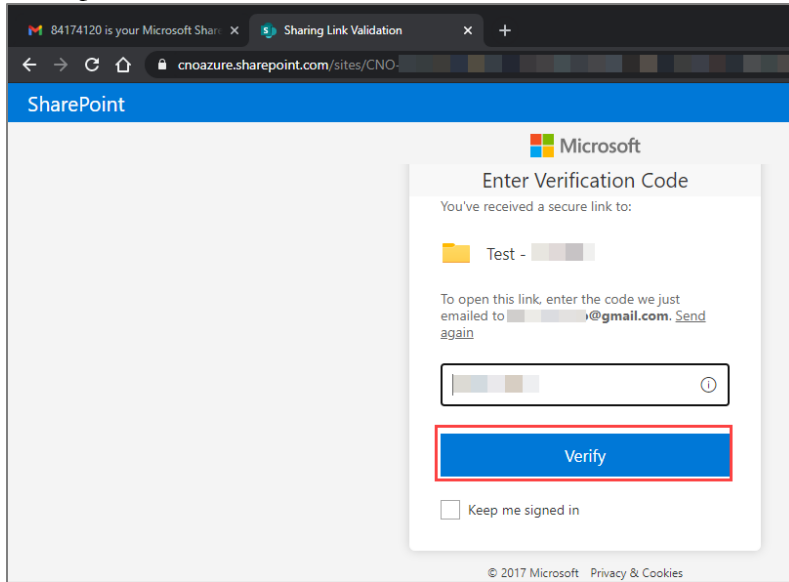 84174120 is your Microsoft Shar
Sharing Link Validation
cnoazure.sharepoint.com/sites/CNO-
SharePoint
Microsoft
Enter Verification Code
You've received a secure link to:
Test -
To open this link, enter the code we just
emailed to @gmail.com. Send
again
Verify
Keep me signed in
© 2017 Microsoft Privacy & Cookies